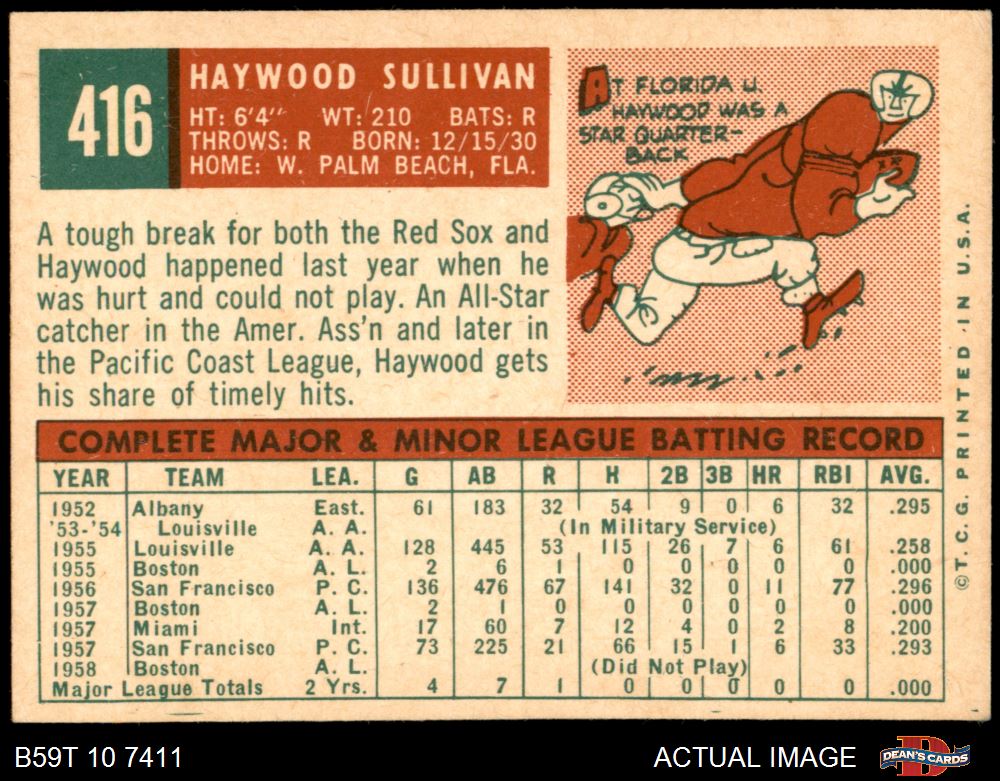 416
HAYWOOD SULLIVAN
HT: 6'4" WT: 210 BATS: R
THROWS: R BORN: 12/15/30
HOME: W. PALM BEACH, FLA.
AT FLORIDA U.
HAYWOOD WAS A
STAR QUARTER-
BACK
A tough break for both the Red Sox and
Haywood happened last year when he
was hurt and could not play. An All-Star
catcher in the Amer. Ass'n and later in
the Pacific Coast League, Haywood gets
his share of timely hits.
COMPLETE MAJOR & MINOR LEAGUE BATTING RECORD
YEAR TEAM LEA. G AB R H 2B 3B HR RBI AVG.
1952 Albany East. 61 183 32 54 9 0 6 32 .295
'53-'54 Louisville A. A. (In Military Service)
1955 Louisville A. A. 128 445 53 115 26 7 6 61 .258
1955 Boston A. L. 2 6 1 0 0 0 0 0 .000
1956 San Francisco P. C. 136 476 67 141 32 0 11 77 .296
1957 Boston A. L. 2 1 0 0 0 0 0 0 .000
1957 Miami Int. 17 60 7 12 4 0 2 8 .200
1957 San Francisco P. C. 73 225 21 66 15 1 6 33 .293
1958 Boston A. L. (Did Not Play)
Major League Totals 2 Yrs. 4 7 1 0 0 0 0 0 .000
©T.C.G. PRINTED IN U.S.A.
B59T 10 7411
ACTUAL IMAGE
DEAN'S CARDS